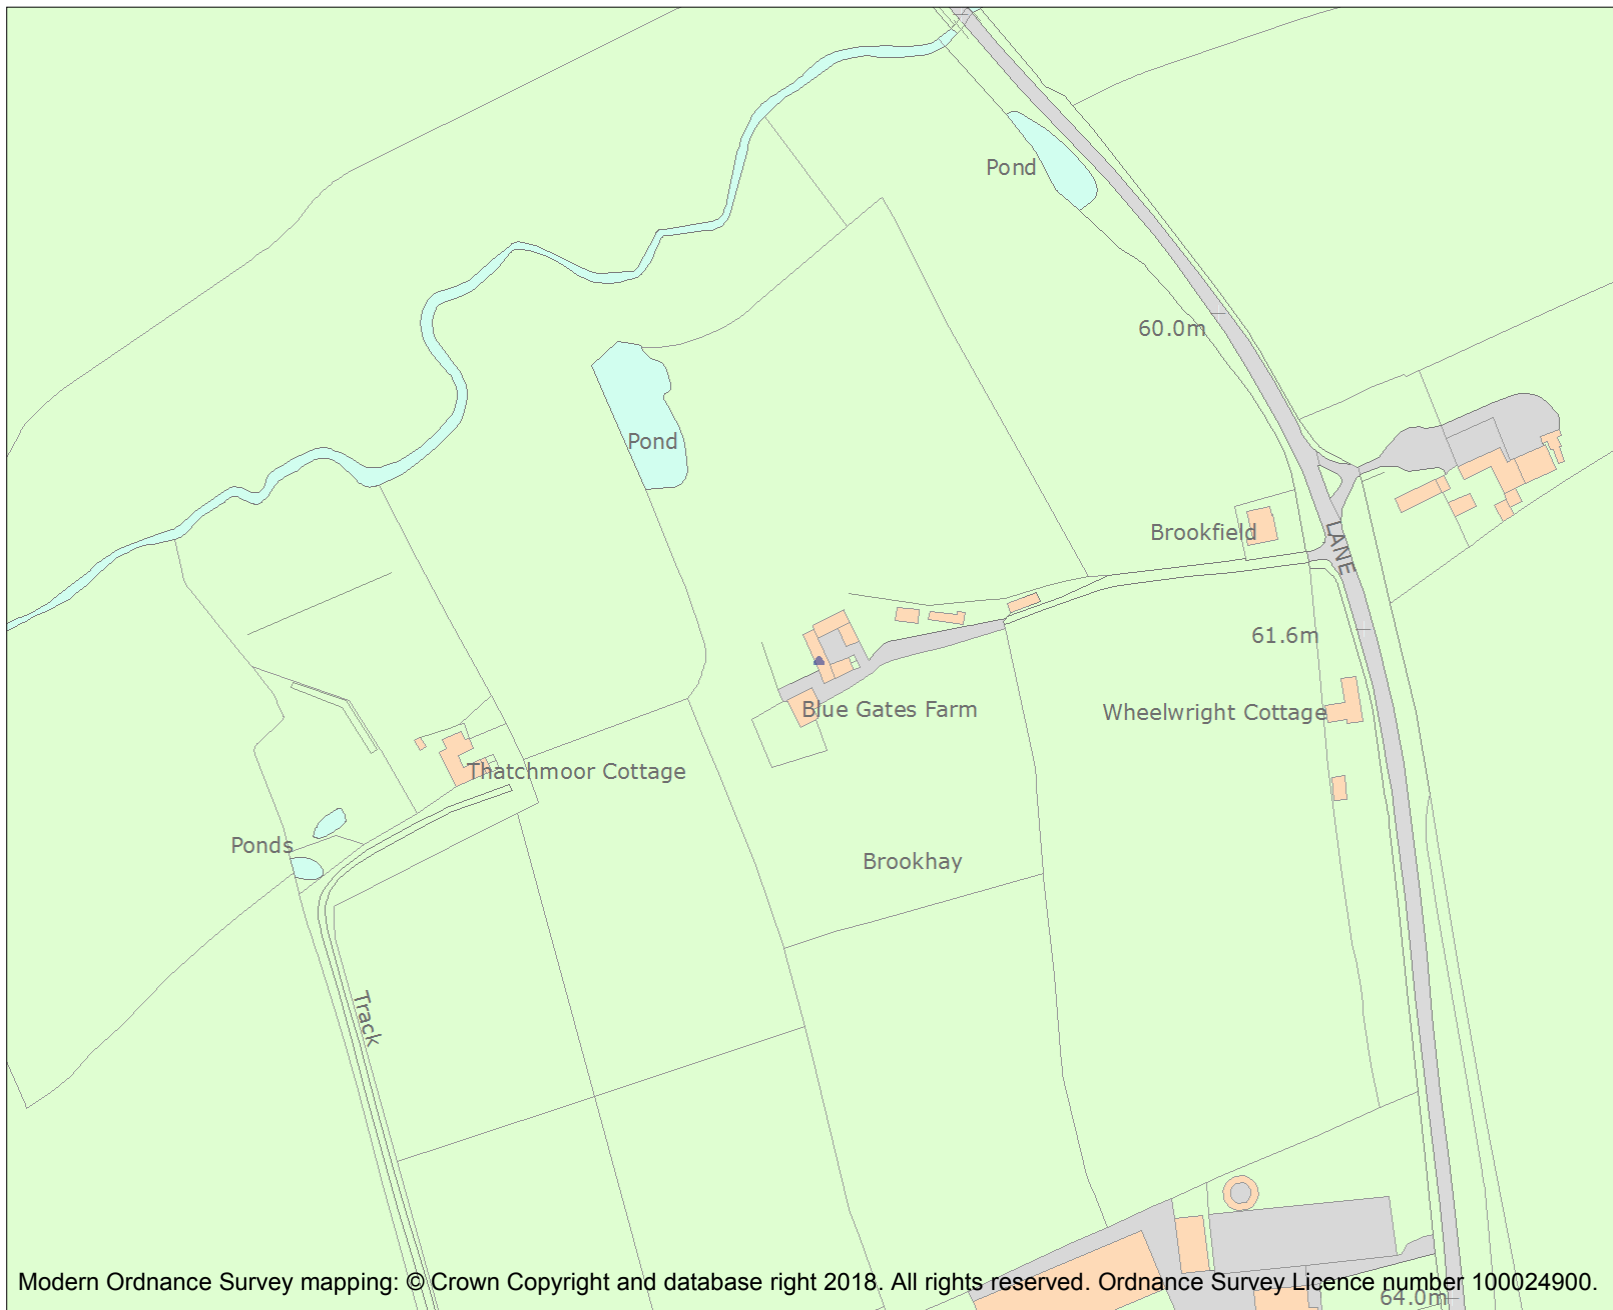 Pond
60.0m
Pond
LANE
Brookfield
61.6m
Blue Gates Farm
Wheelwright Cottage
Thatchmoor Cottage
Ponds
Brookhay
Track
Modern Ordnance Survey mapping: © Crown Copyright and database right 2018. All rights reserved. Ordnance Survey Licence number 100024900.
64.0m